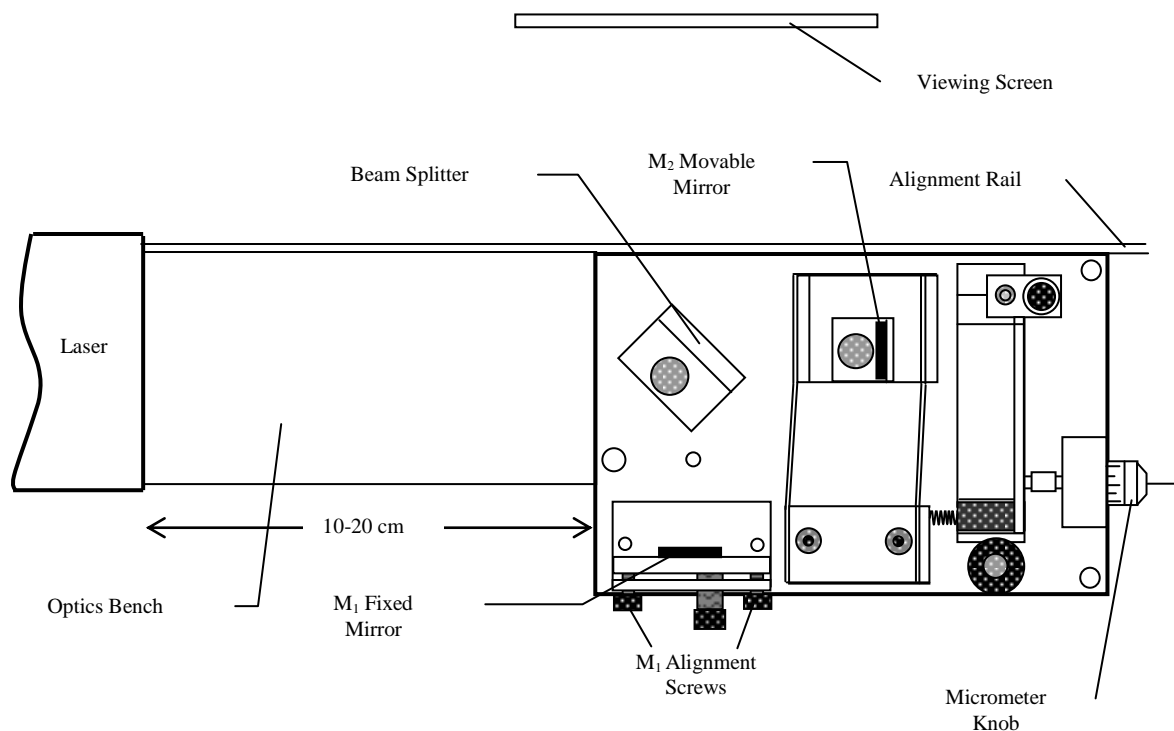 Viewing Screen
M₂ Movable
Mirror
Beam Splitter
Alignment Rail
Laser
10-20 cm
Optics Bench
M₁ Fixed
Mirror
M₁ Alignment
Screws
Micrometer
Knob